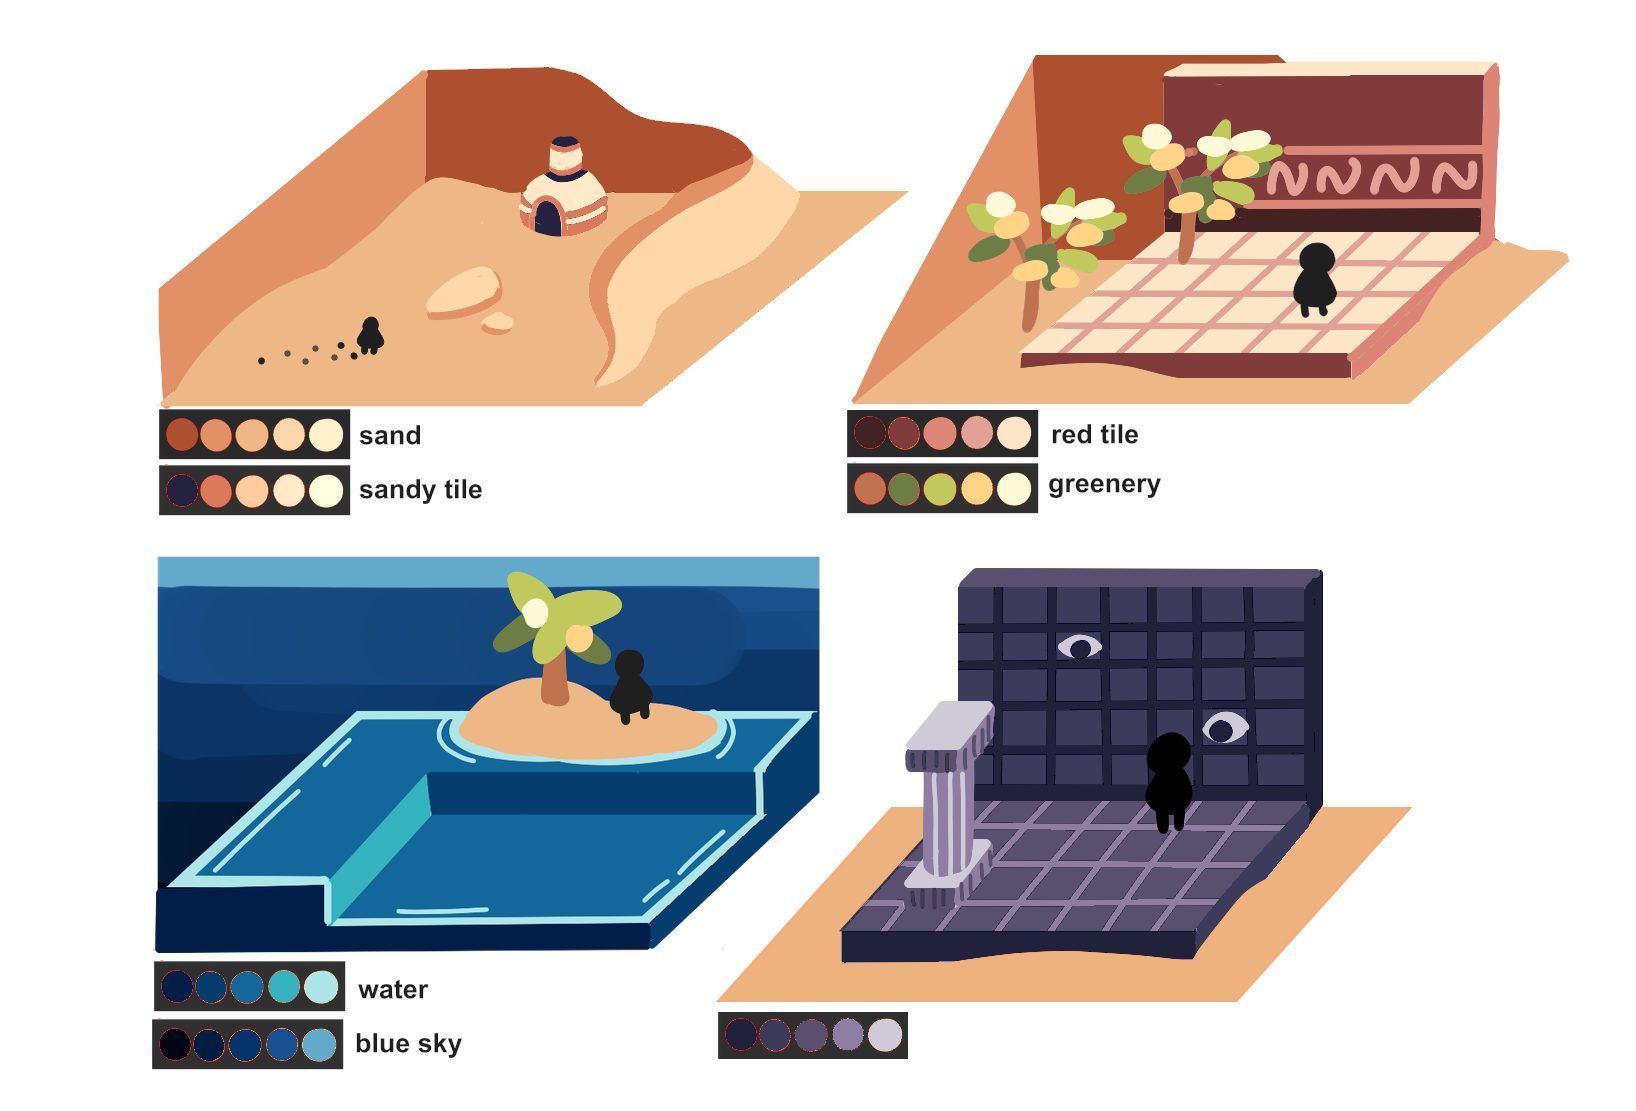 sand
sandy tile
red tile
greenery
water
blue sky